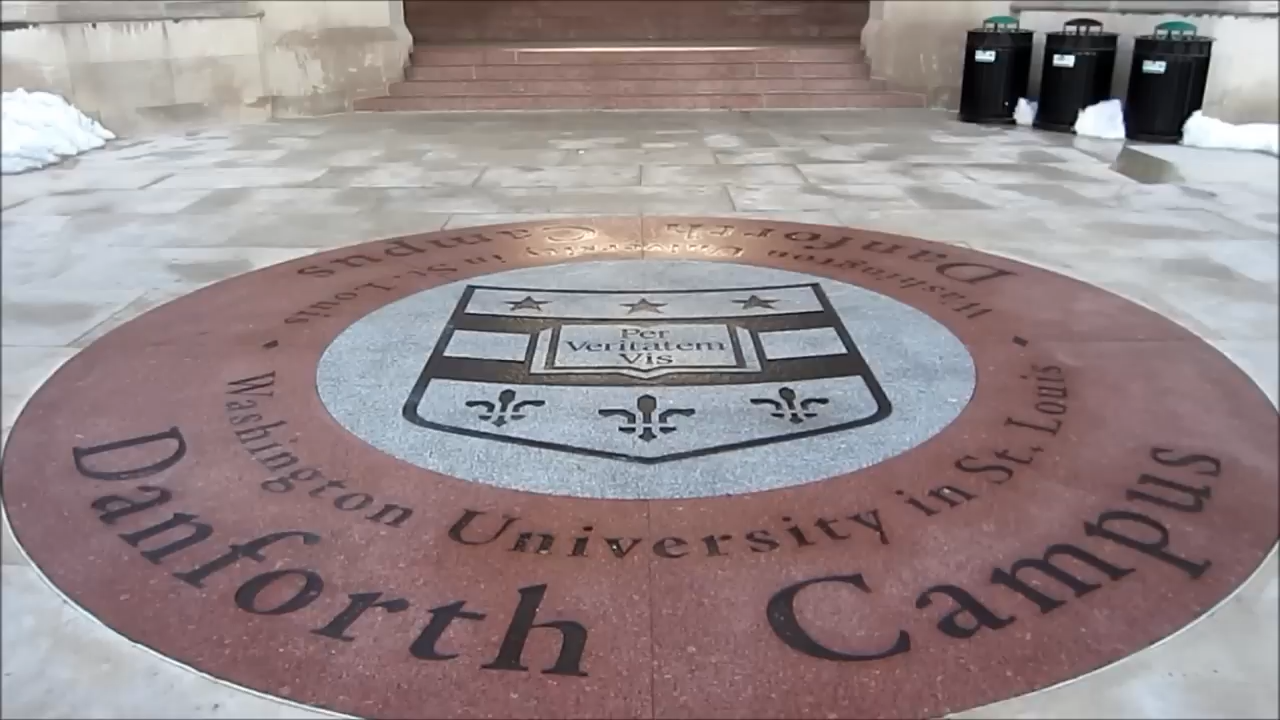 Danforth Campus
Washington University in St. Louis
Per
Veritatem
Vis
Washington University in St. Louis
Danforth Campus